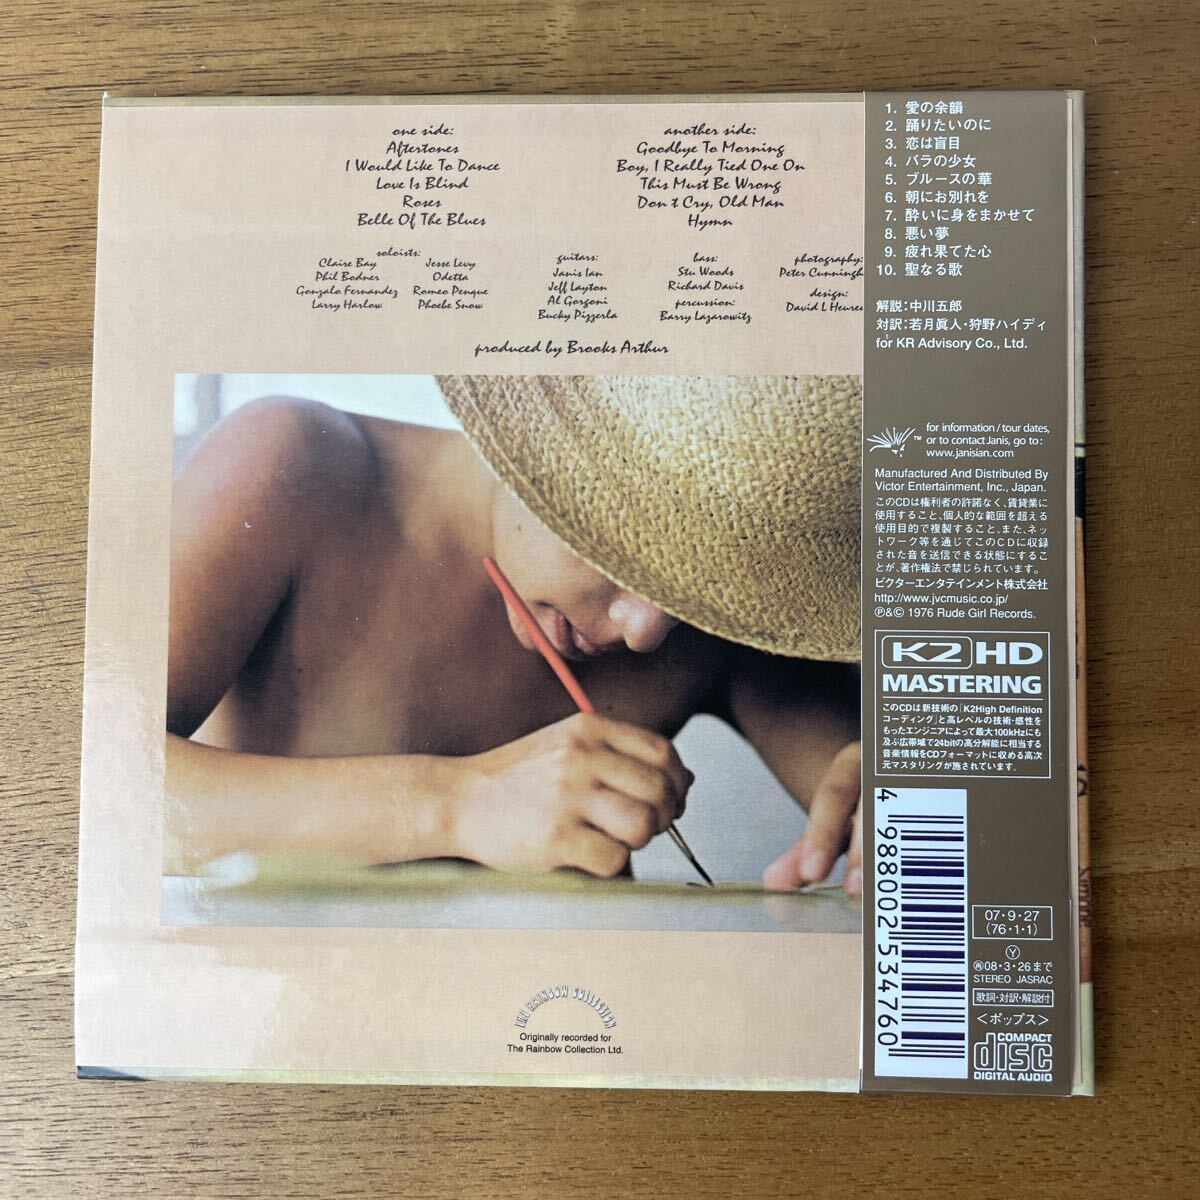 one side:
Aftertones
I Would Like To Dance
Love Is Blind
Roses
Belle Of The Blues
another side:
Goodbye To Morning
Boy, I Really Tied One On
This Must Be Wrong
Don t Cry, Old Man
Hymn
soloists:
Claire Bay
Phil Bodner
Gonzalo Fernandez
Larry Harlow
Jesse Levy
Odetta
Romeo Penque
Phoebe Snow
guitars:
Janis Ian
Jeff Layton
Al Gorgoni
Bucky Pizzerla
bass:
Stu Woods
Richard Davis
percussion:
Barry Lazarowitz
photography:
Peter Cunningh
design:
David L Heure
produced by Brooks Arthur
THE RAINBOW COLLECTION
Originally recorded for
The Rainbow Collection Ltd.
1. 愛の余韻
2. 踊りたいのに
3. 恋は盲目
4. バラの少女
5. ブルースの華
6. 朝にお別れを
7. 酔いに身をまかせて
8. 悪い夢
9. 疲れ果てた心
10. 聖なる歌
解説:中川五郎
対訳:若月眞人・狩野ハイディ
for KR Advisory Co., Ltd.
for information / tour dates,
or to contact Janis, go to:
www.janisian.com
TM
Manufactured And Distributed By
Victor Entertainment, Inc., Japan.
このCDは権利者の許諾なく、賃貸業に
使用すること、個人的な範囲を超える
使用目的で複製すること、また、ネッ
トワーク等を通じてこのCDに収録
された音を送信できる状態にするこ
とが、著作権法で禁じられています。
ビクターエンタテインメント株式会社
http://www.jvcmusic.co.jp/
℗&© 1976 Rude Girl Records.
K2 HD
MASTERING
このCDは新技術の「K2High Definition
コーディング」と高レベルの技術・感性を
もったエンジニアによって最大100kHzにも
及ぶ広帯域で24bitの高分解能に相当する
音楽情報をCDフォーマットに収める高次
元マスタリングが施されています。
4 988002 534760
07・9・27
(76・1・1)
Ⓨ
㊢08・3・26まで
STEREO JASRAC
歌詞・対訳・解説付
＜ポップス＞
COMPACT
disc
DIGITAL AUDIO